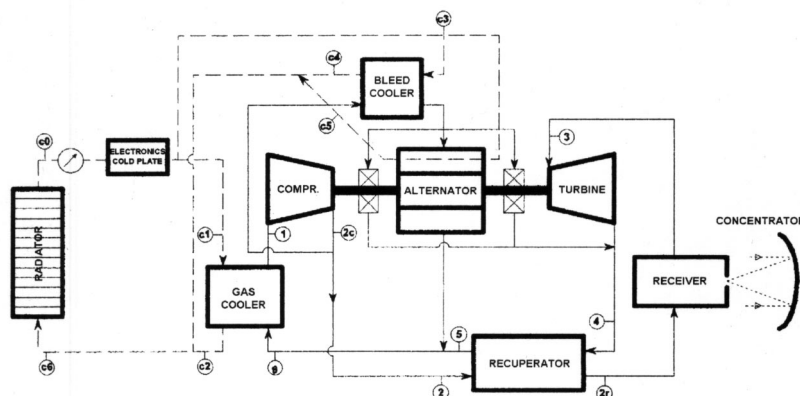 c3
c4
BLEED
COOLER
c5
c0
3
ELECTRONICS
COLD PLATE
COMPR.
ALTERNATOR
TURBINE
CONCENTRATOR
RADIATOR
c1
1
2c
RECEIVER
GAS
COOLER
4
5
RECUPERATOR
c6
c2
6
2
2r